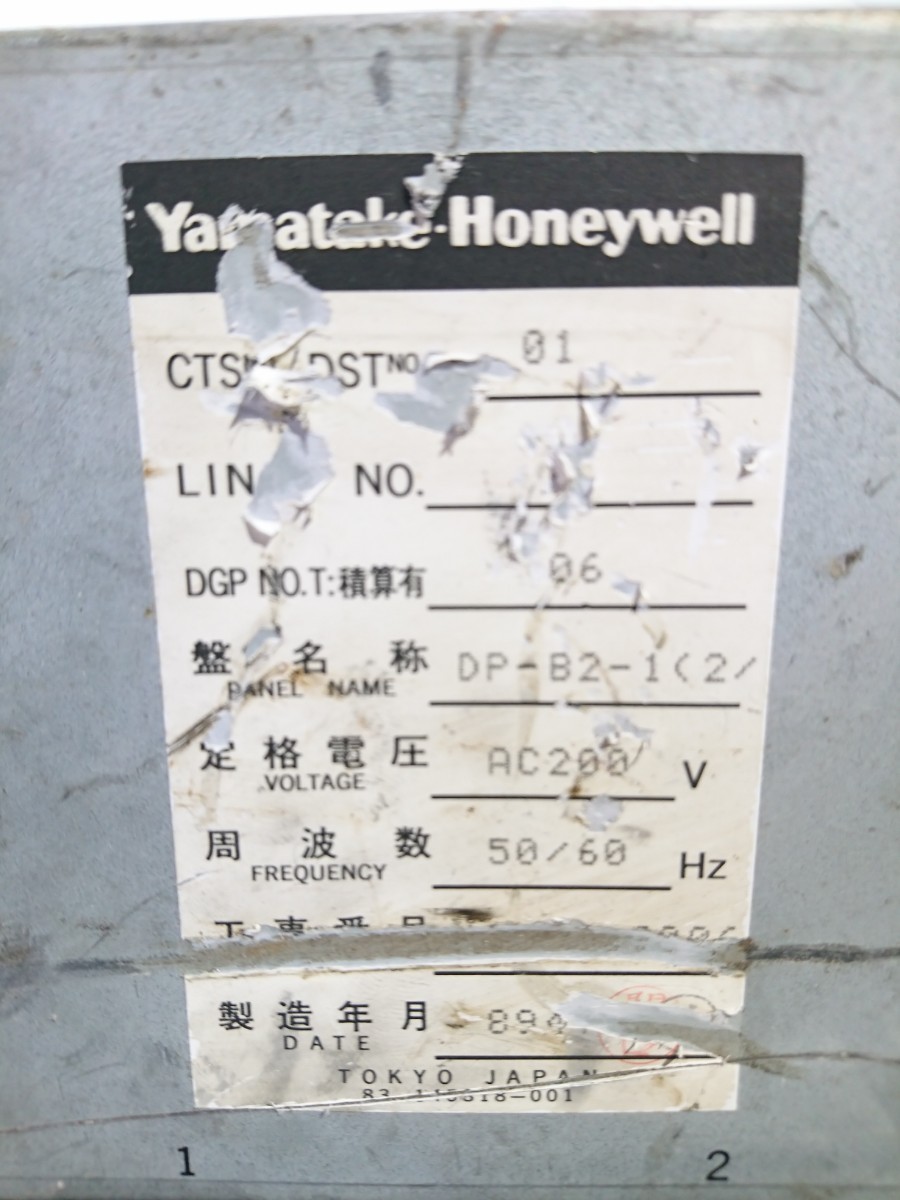 Yamatake-Honeywell
DSTNO 01
NO.
DGP NO.T:積算有 06
盤名称 DP-B2-1(2/
PANEL NAME
定格電圧 AC200 V
VOLTAGE
周波数 50/60 Hz
FREQUENCY
製造年月
DATE
TOKYO JAPAN
1 2